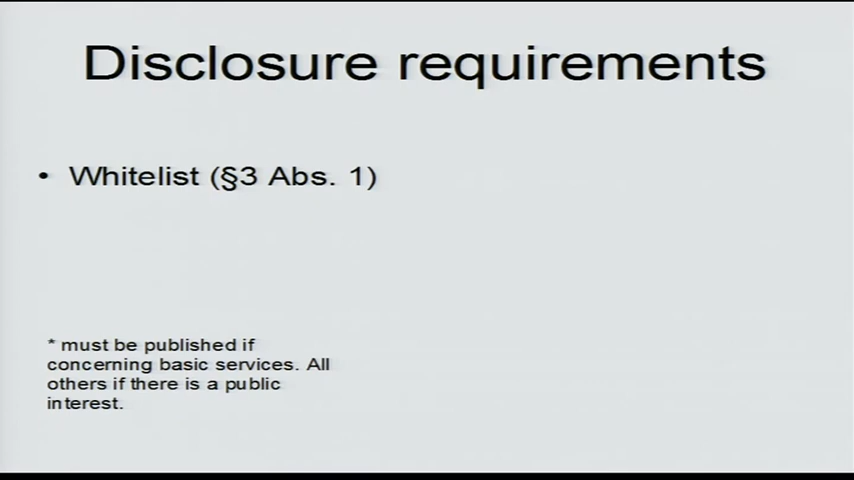 Disclosure requirements
• Whitelist (§3 Abs. 1)
* must be published if
concerning basic services. All
others if there is a public
interest.